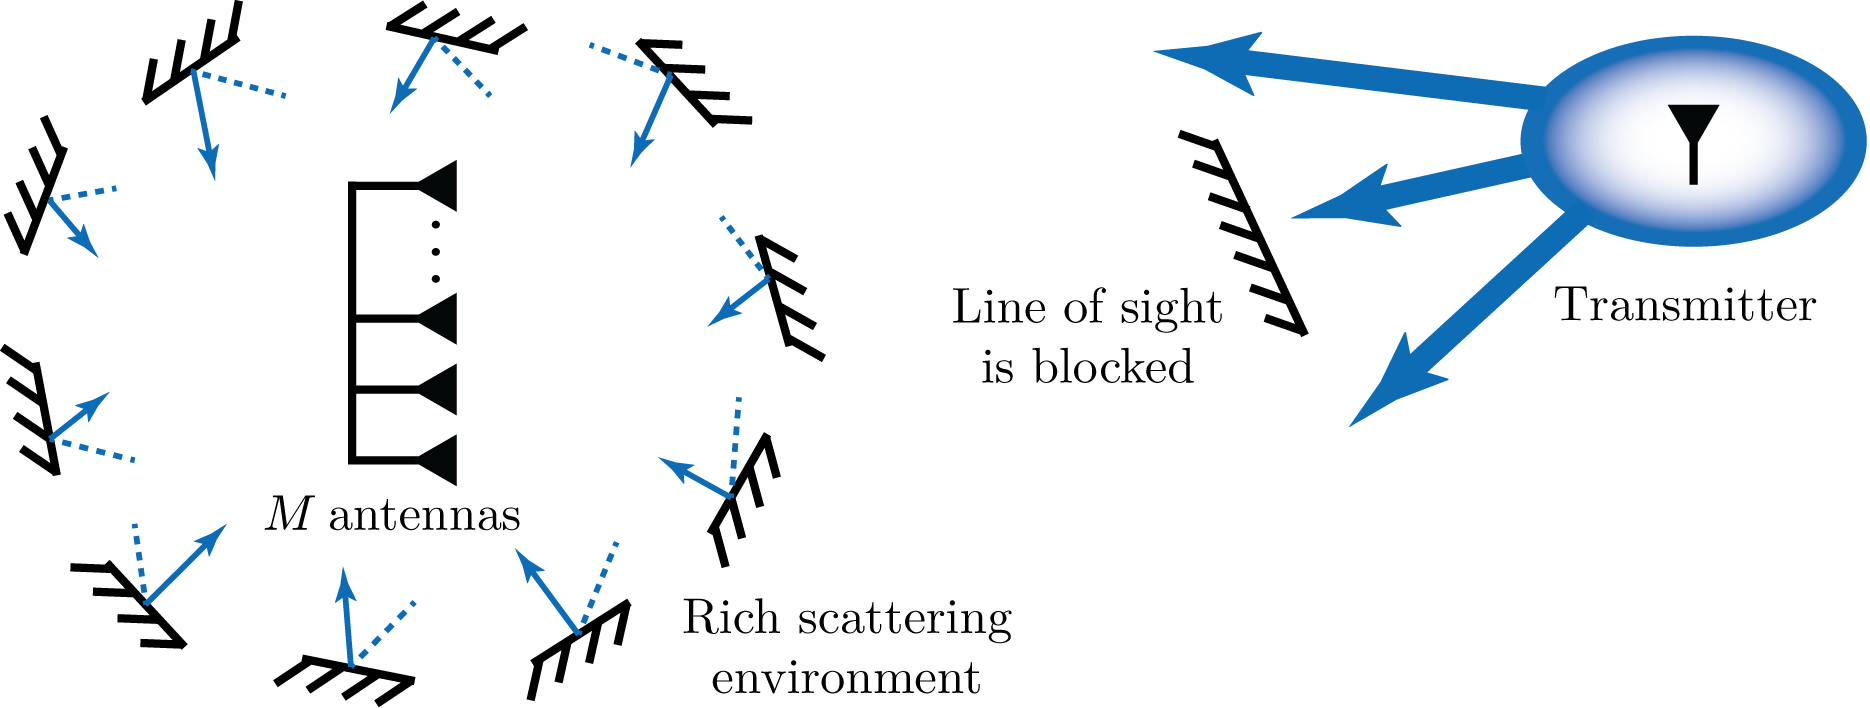 Line of sight
is blocked
Transmitter
M antennas
Rich scattering
environment